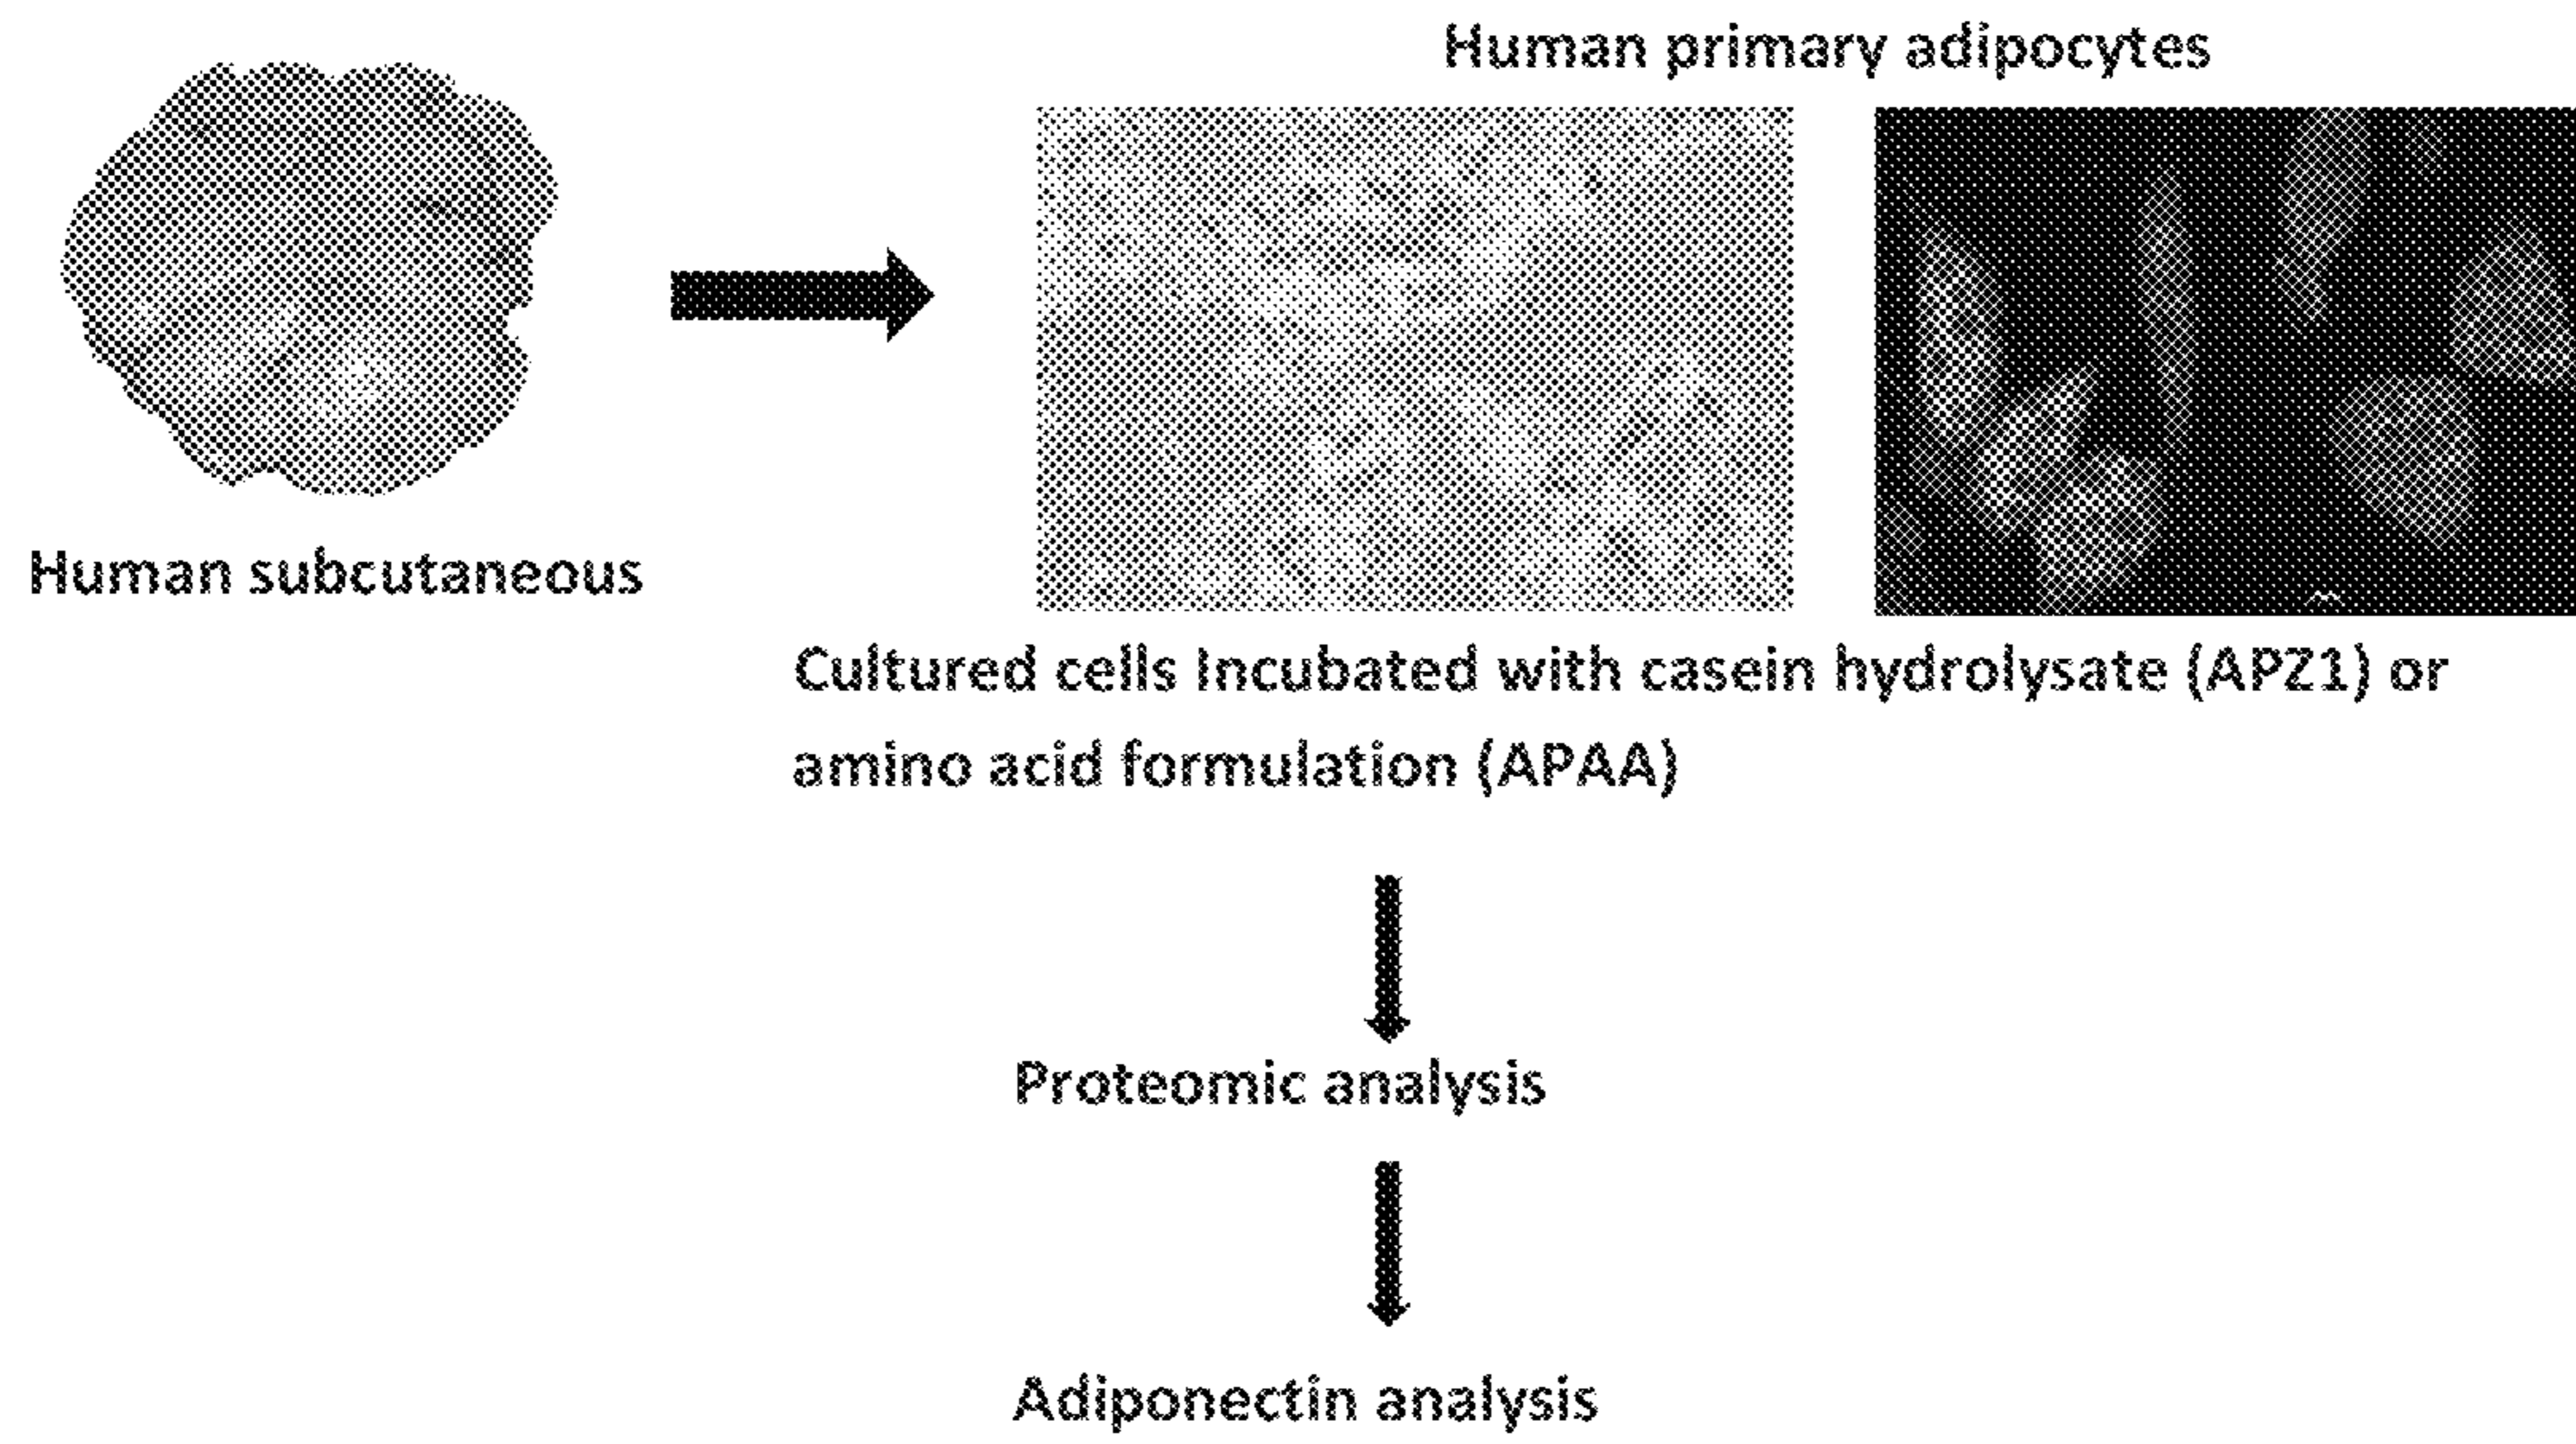 Human primary adipocytes
Human subcutaneous
Cultured cells Incubated with casein hydrolysate (APZ1) or
amino acid formulation (APAA)
Proteomic analysis
Adiponectin analysis